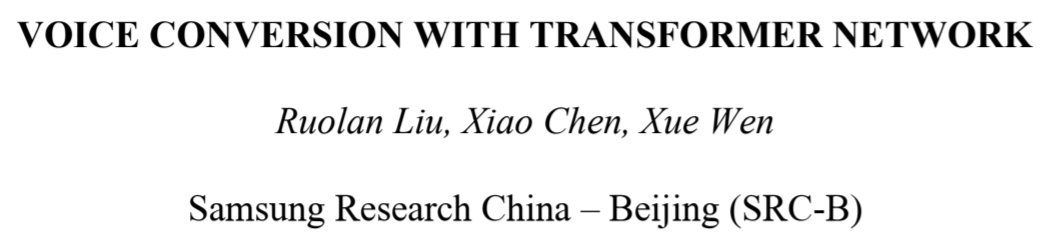 VOICE CONVERSION WITH TRANSFORMER NETWORK
Ruolan Liu, Xiao Chen, Xue Wen
Samsung Research China – Beijing (SRC-B)